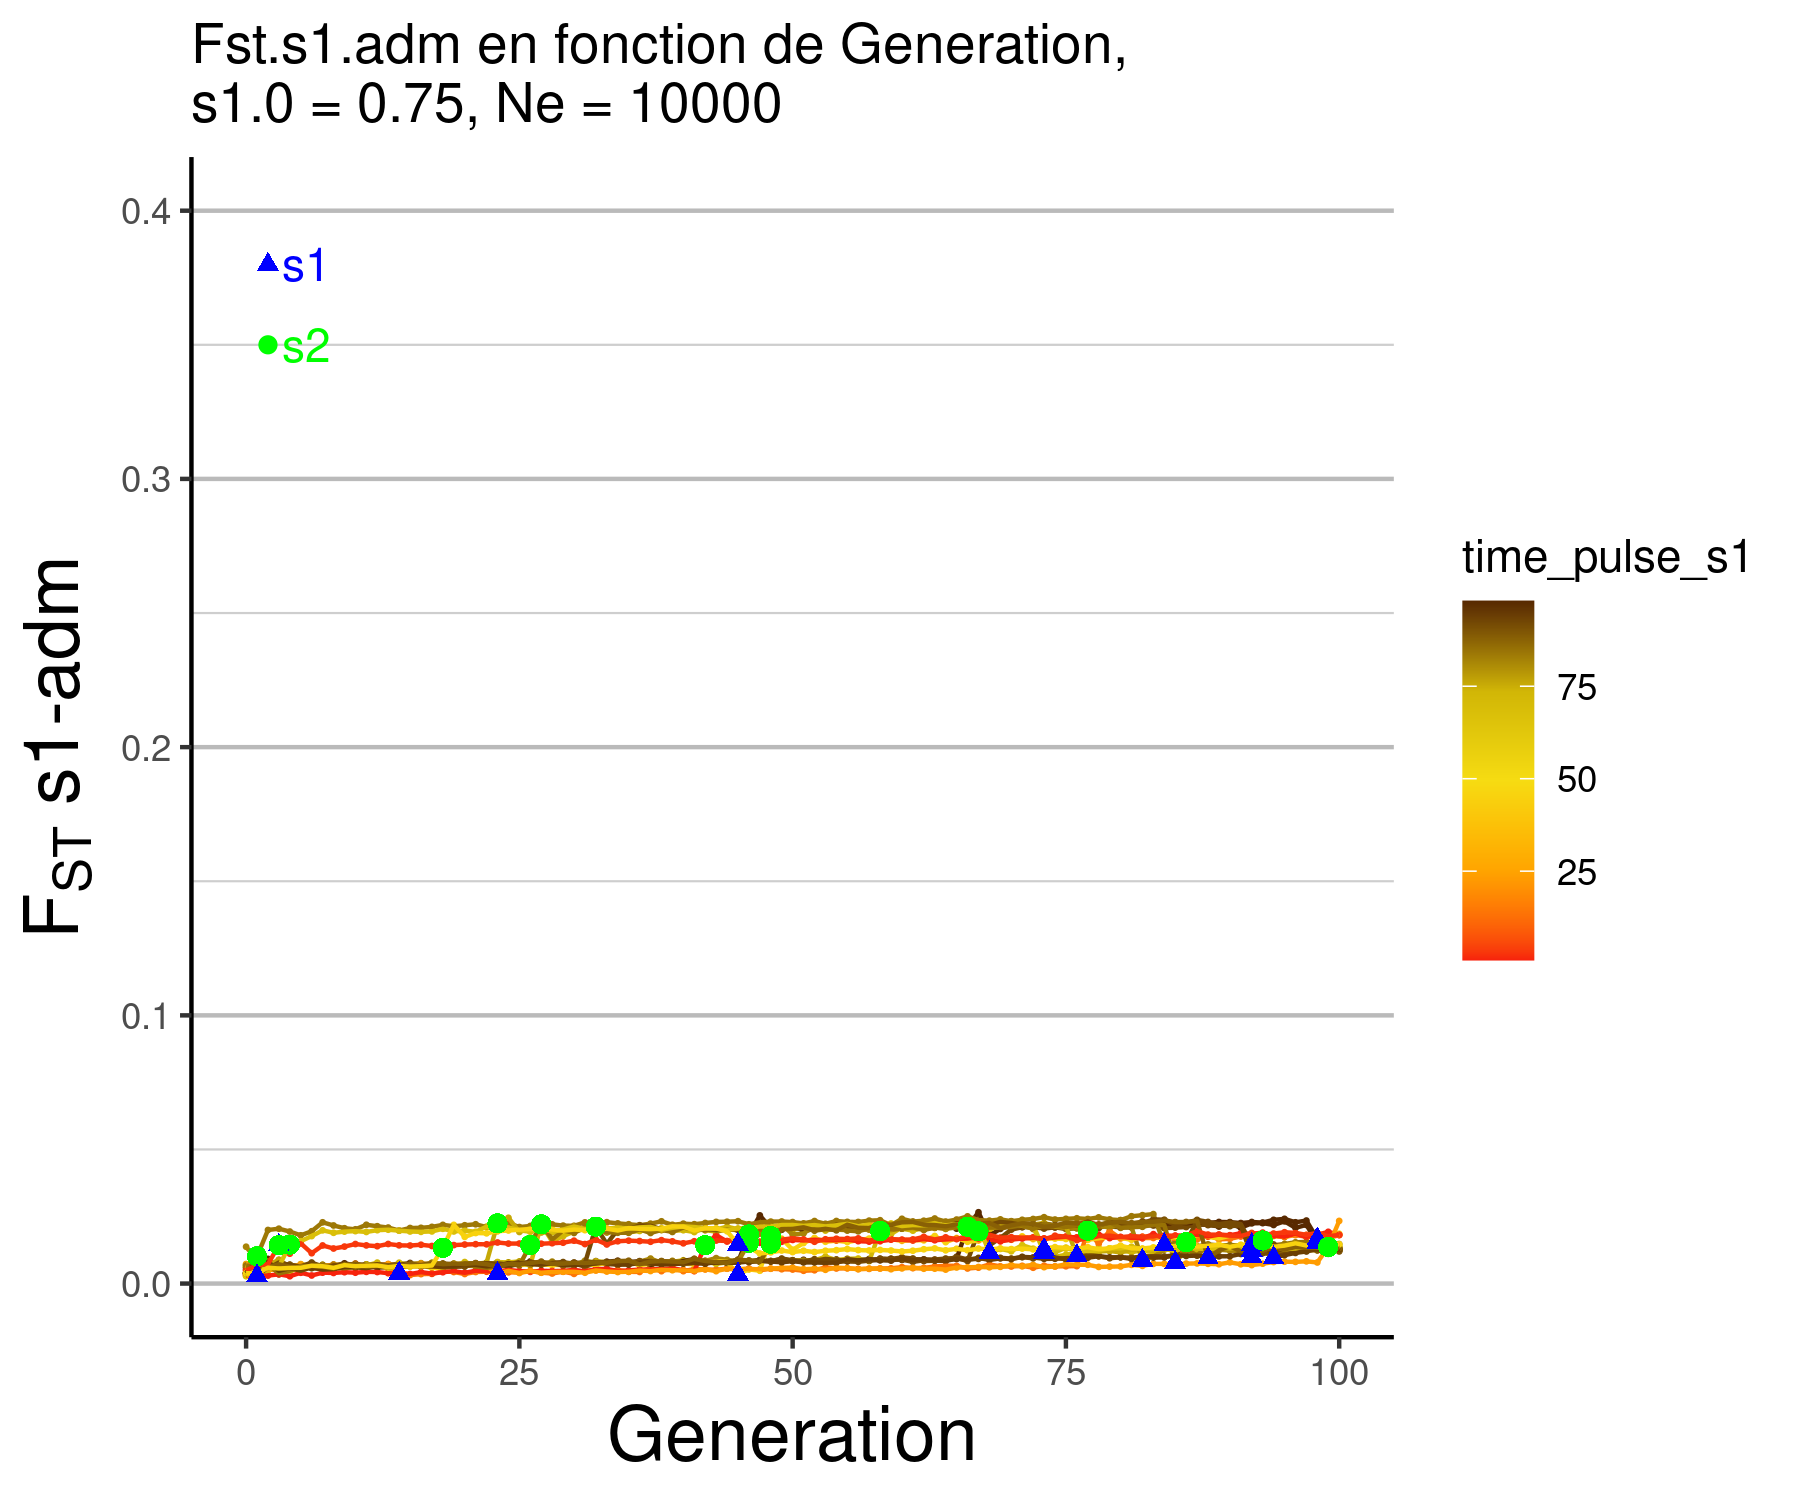 Fst.s1.adm en fonction de Generation,
s1.0 = 0.75, Ne = 10000
0.4
s1
s2
0.3
0.2
0.1
0.0
FST s1-adm
0 25 50 75 100
Generation
time_pulse_s1
75
50
25